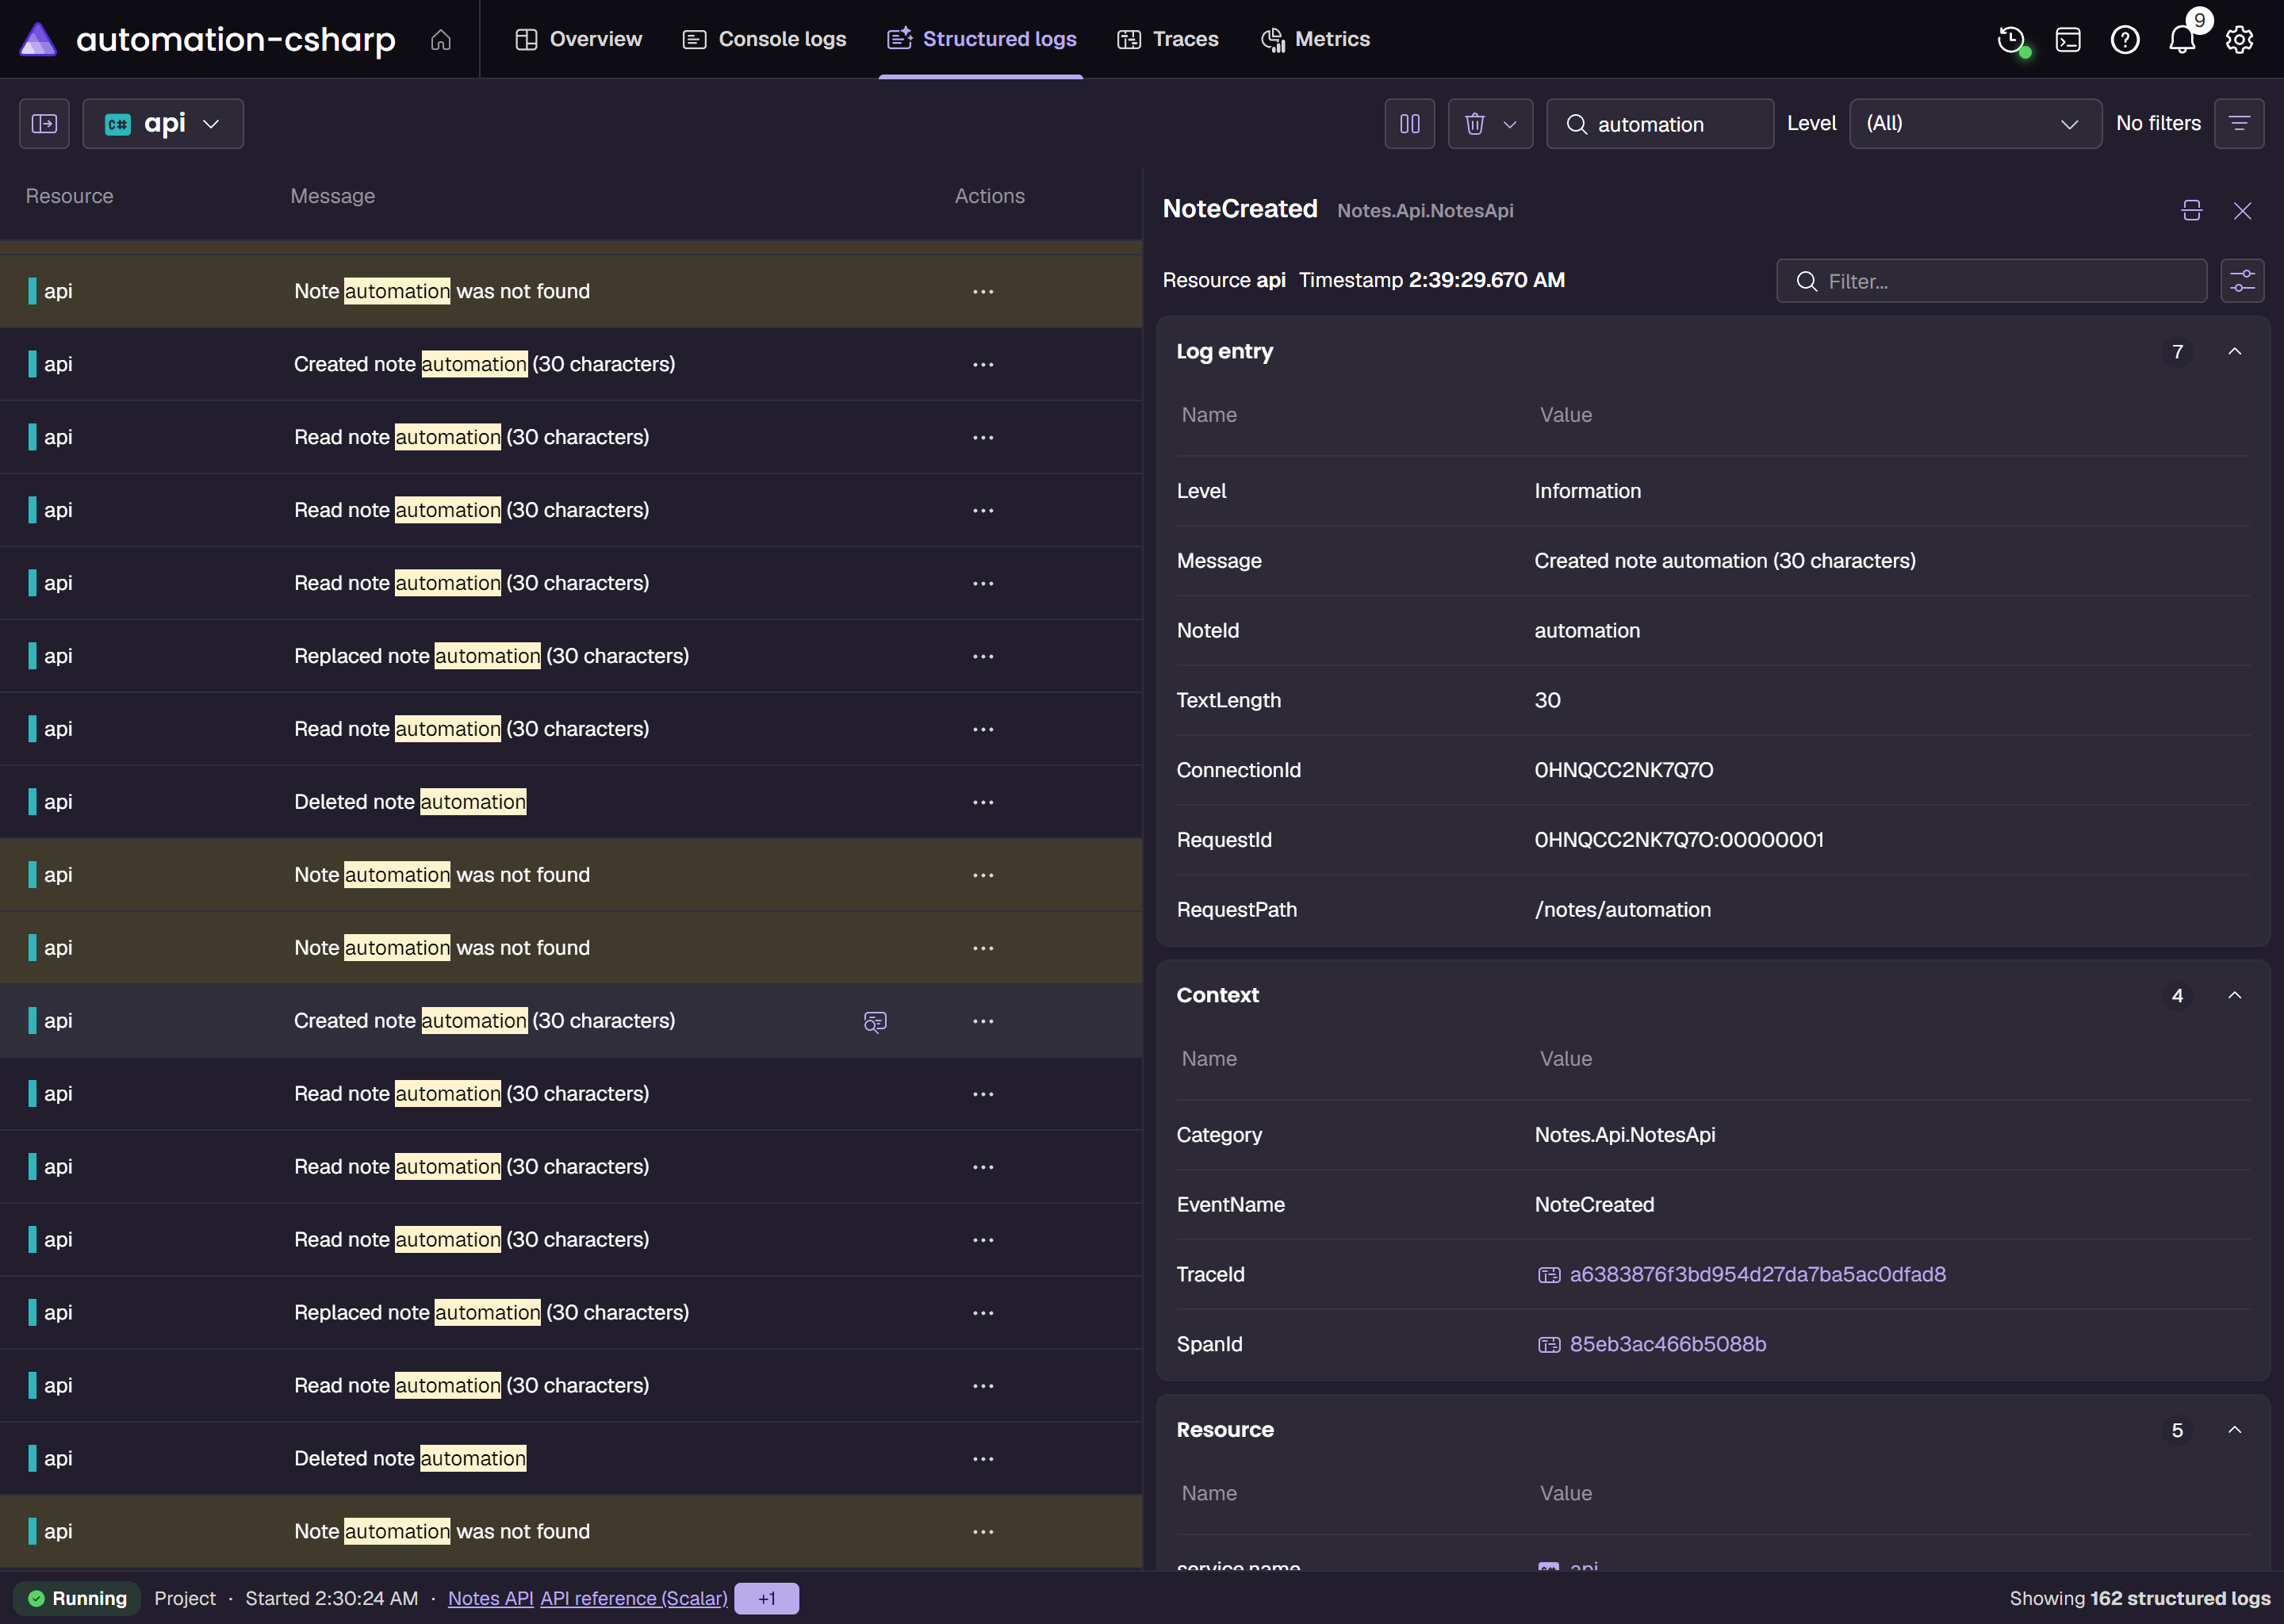 automation-csharp
Overview
Console logs
Structured logs
Traces
Metrics
9
C# api
automation
Level
(All)
No filters
Resource Message Actions
api Note automation was not found
api Created note automation (30 characters)
api Read note automation (30 characters)
api Read note automation (30 characters)
api Read note automation (30 characters)
api Replaced note automation (30 characters)
api Read note automation (30 characters)
api Deleted note automation
api Note automation was not found
api Note automation was not found
api Created note automation (30 characters)
api Read note automation (30 characters)
api Read note automation (30 characters)
api Read note automation (30 characters)
api Replaced note automation (30 characters)
api Read note automation (30 characters)
api Deleted note automation
api Note automation was not found
NoteCreated Notes.Api.NotesApi
Resource api Timestamp 2:39:29.670 AM
Filter...
Log entry 7
Name Value
Level Information
Message Created note automation (30 characters)
NoteId automation
TextLength 30
ConnectionId 0HNQCC2NK7Q7O
RequestId 0HNQCC2NK7Q7O:00000001
RequestPath /notes/automation
Context 4
Name Value
Category Notes.Api.NotesApi
EventName NoteCreated
TraceId a6383876f3bd954d27da7ba5ac0dfad8
SpanId 85eb3ac466b5088b
Resource 5
Name Value
service.name api
Running Project · Started 2:30:24 AM · Notes API API reference (Scalar) +1
Showing 162 structured logs